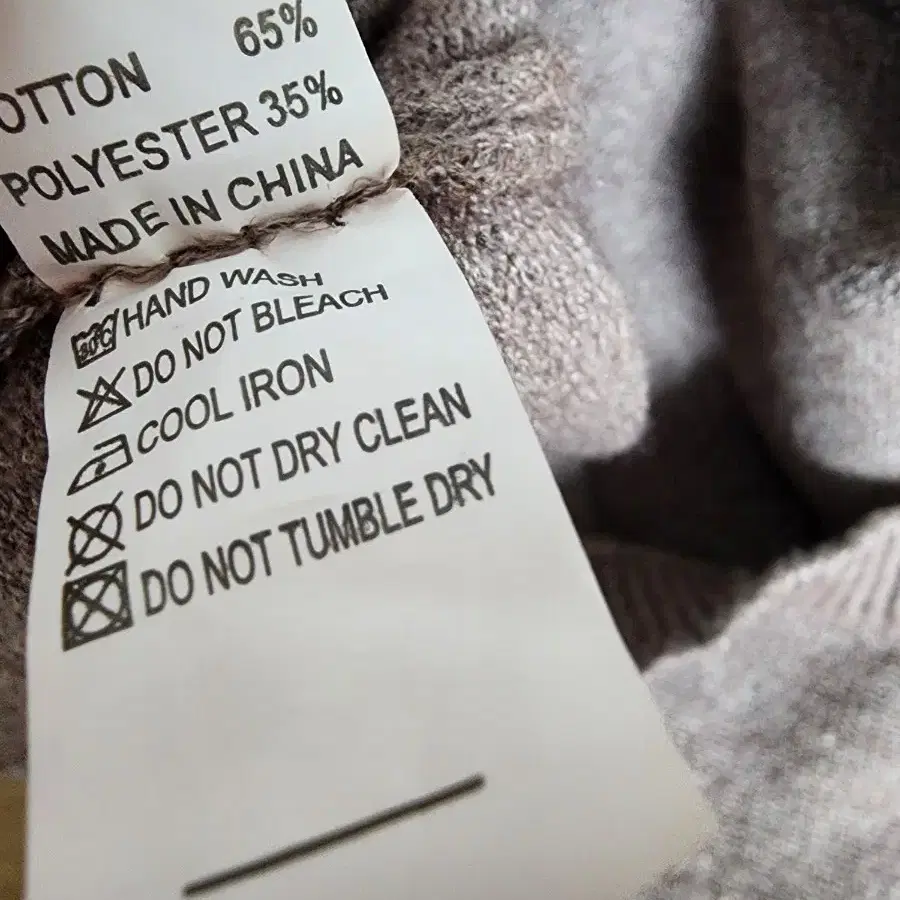 OTTON 65%
POLYESTER 35%
MADE IN CHINA
HAND WASH
DO NOT BLEACH
COOL IRON
DO NOT DRY CLEAN
DO NOT TUMBLE DRY